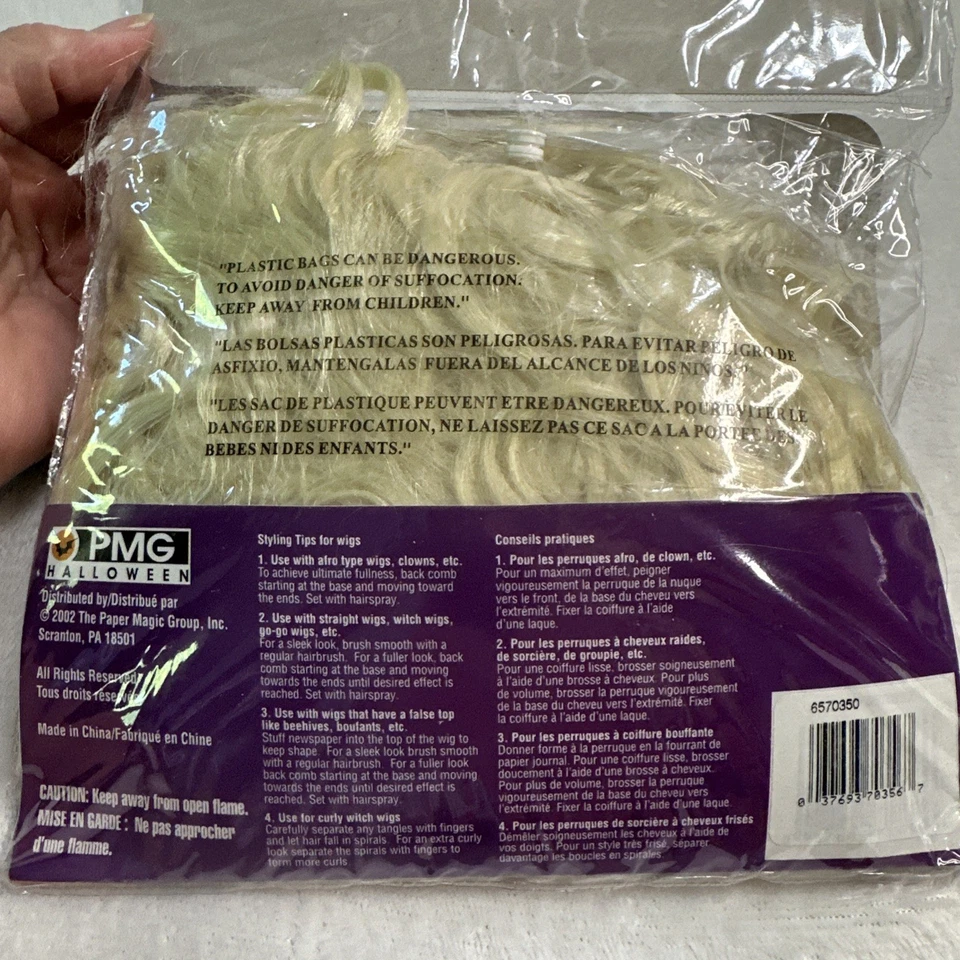 "PLASTIC BAGS CAN BE DANGEROUS.
TO AVOID DANGER OF SUFFOCATION.
KEEP AWAY FROM CHILDREN."
"LAS BOLSAS PLASTICAS SON PELIGROSAS. PARA EVITAR PELIGRO DE
ASFIXIO, MANTENGALAS FUERA DEL ALCANCE DE LOS NINOS."
"LES SAC DE PLASTIQUE PEUVENT ETRE DANGEREUX. POUR EVITER LE
DANGER DE SUFFOCATION, NE LAISSEZ PAS CE SAC A LA PORTEE DES
BEBES NI DES ENFANTS."
PMG
HALLOWEEN
Distributed by/Distribué par
© 2002 The Paper Magic Group, Inc.
Scranton, PA 18501
All Rights Reserved
Tous droits réservés
Made in China/Fabriqué en Chine
CAUTION: Keep away from open flame.
MISE EN GARDE : Ne pas approcher
d'une flamme.
Styling Tips for wigs
1. Use with afro type wigs, clowns, etc.
To achieve ultimate fullness, back comb
starting at the base and moving toward
the ends. Set with hairspray.
2. Use with straight wigs, witch wigs,
go-go wigs, etc.
For a sleek look, brush smooth with a
regular hairbrush. For a fuller look, back
comb starting at the base and moving
towards the ends until desired effect is
reached. Set with hairspray.
3. Use with wigs that have a false top
like beehives, boufants, etc.
Stuff newspaper into the top of the wig to
keep shape. For a sleek look brush smooth
with a regular hairbrush. For a fuller look
back comb starting at the base and moving
towards the ends until desired effect is
reached. Set with hairspray.
4. Use for curly witch wigs
Carefully separate any tangles with fingers
and let hair fall in spirals. For an extra curly
look separate the spirals with fingers to
form more curls.
Conseils pratiques
1. Pour les perruques afro, de clown, etc.
Pour un maximum d'effet, peigner
vigoureusement la perruque de la nuque
vers le front, de la base du cheveu vers
l'extrémité. Fixer la coiffure à l'aide
d'une laque.
2. Pour les perruques à cheveux raides,
de sorcière, de groupie, etc.
Pour une coiffure lisse, brosser soigneusement
à l'aide d'une brosse à cheveux. Pour plus
de volume, brosser la perruque vigoureusement
de la base du cheveu vers l'extrémité. Fixer
la coiffure à l'aide d'une laque.
3. Pour les perruques à coiffure bouffante
Donner forme à la perruque en la fourrant de
papier journal. Pour une coiffure lisse, brosser
doucement à l'aide d'une brosse à cheveux.
Pour plus de volume, brosser la perruque
vigoureusement de la base du cheveu vers
l'extrémité. Fixer la coiffure à l'aide d'une laque.
4. Pour les perruques de sorcière à cheveux frisés
Démêler soigneusement les cheveux à l'aide de
vos doigts. Pour un style très frisé, séparer
davantage les boucles en spirales.
6570350
0 37693 70356 7